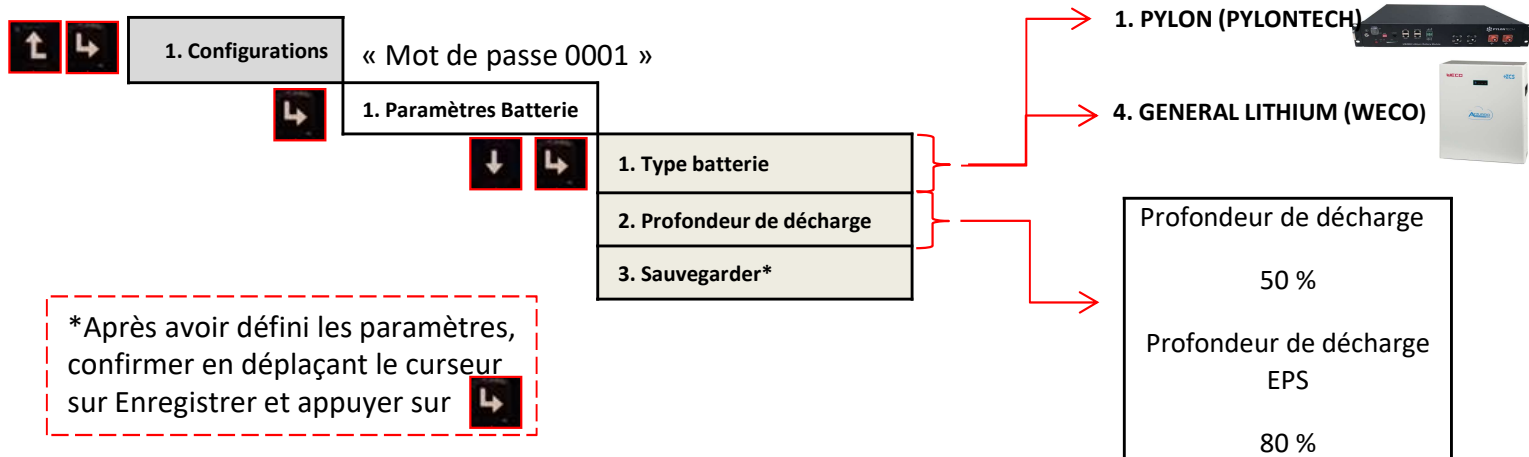 1. Configurations
« Mot de passe 0001 »
1. Paramètres Batterie
1. Type batterie
2. Profondeur de décharge
3. Sauvegarder*
1. PYLON (PYLONTECH)
4. GENERAL LITHIUM (WECO)
WECO
Profondeur de décharge
50 %
Profondeur de décharge
EPS
80 %
*Après avoir défini les paramètres,
confirmer en déplaçant le curseur
sur Enregistrer et appuyer sur